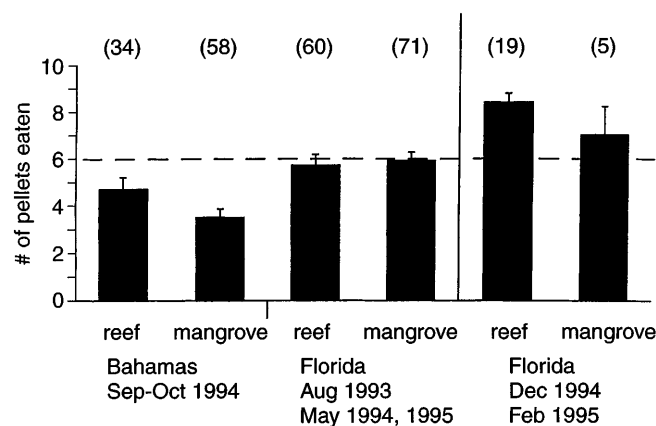 (34) (58) (60) (71) (19) (5)
10
8
6
4
2
0
# of pellets eaten
reef mangrove reef mangrove reef mangrove
Bahamas Florida Florida
Sep-Oct 1994 Aug 1993 Dec 1994
May 1994, 1995 Feb 1995